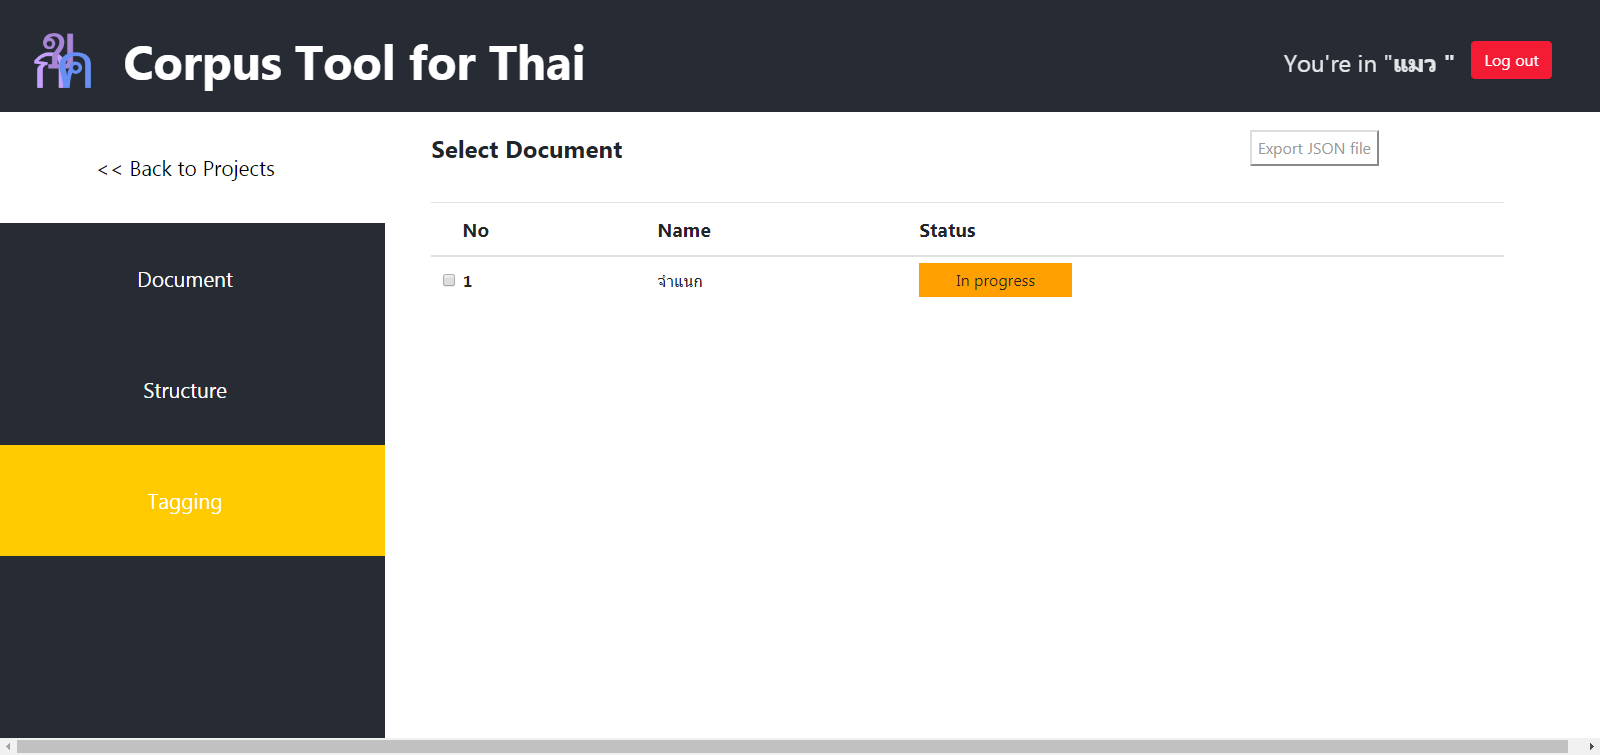 Corpus Tool for Thai
You're in "แมว "
Log out
<< Back to Projects
Select Document
Export JSON file
Document
Structure
Tagging
No Name Status
1 จำแนก In progress